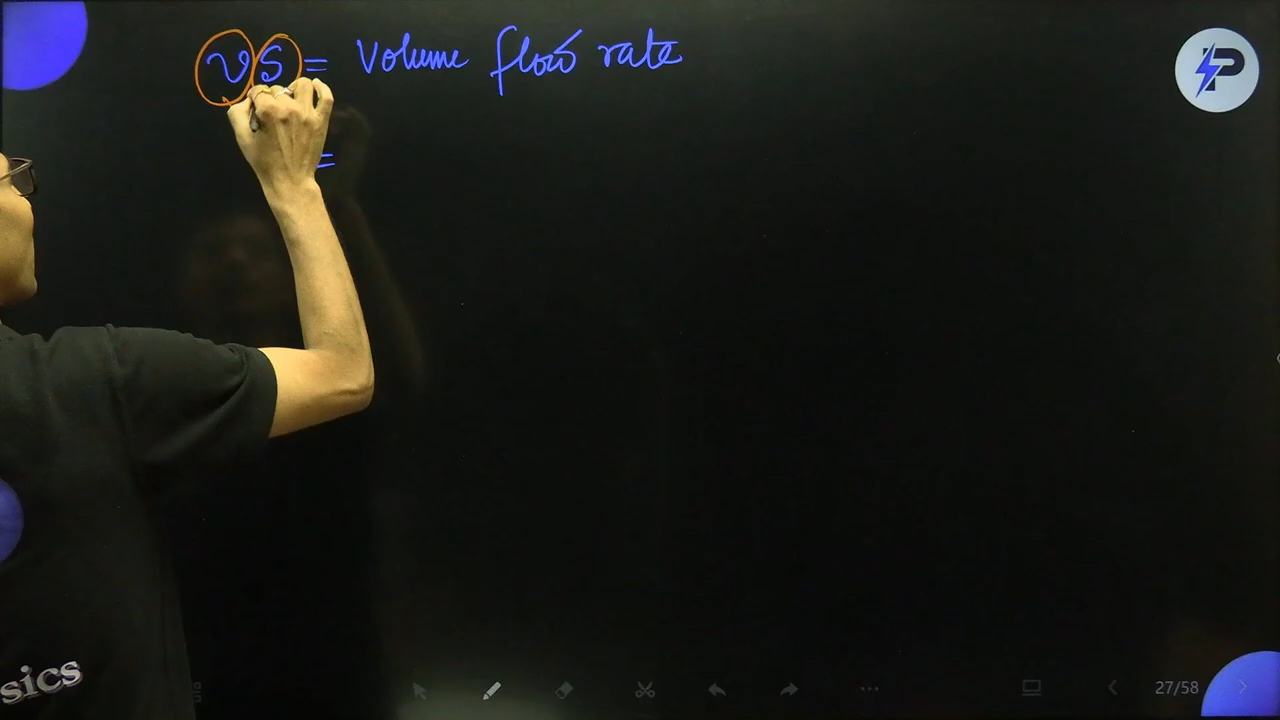 vS = Volume flow rate
=
27/58
sics